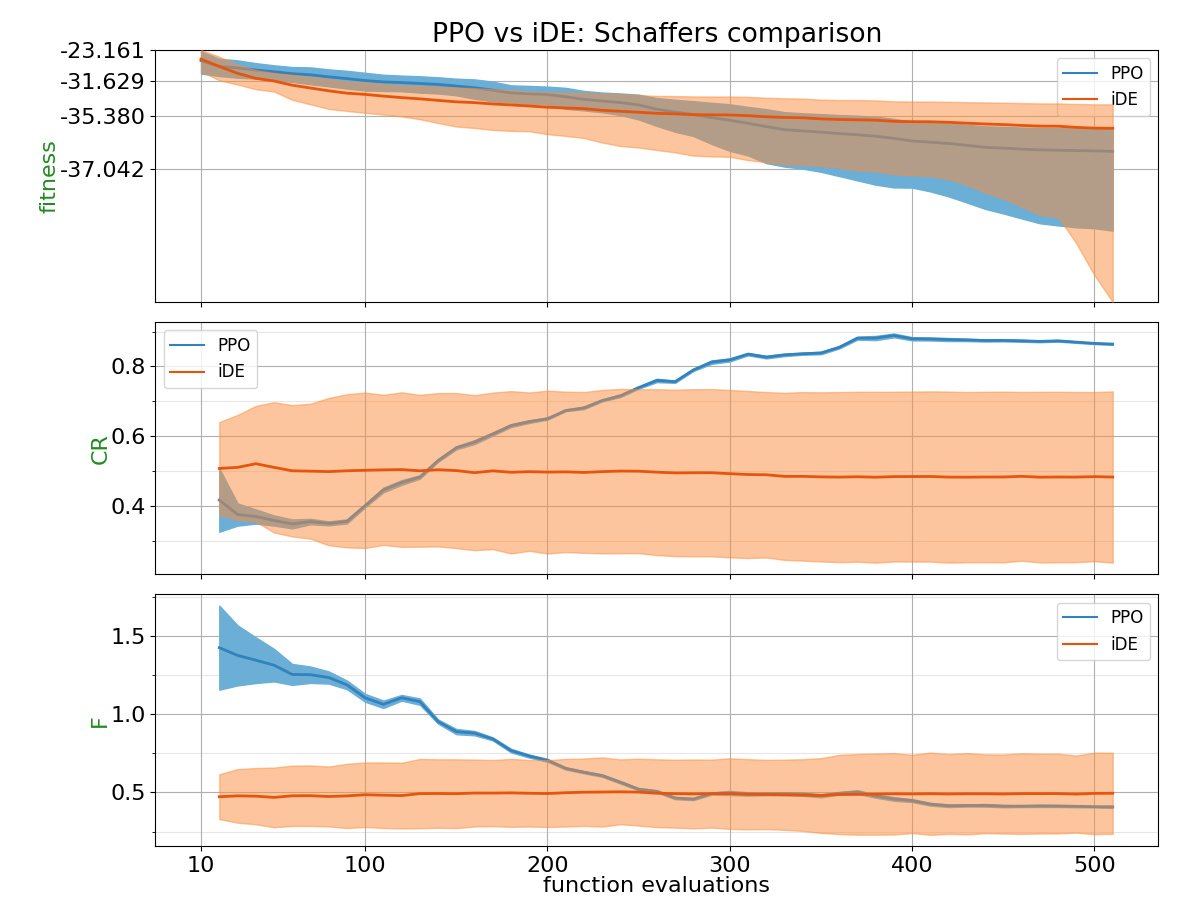 PPO vs iDE: Schaffers comparison
-23.161
-31.629
-35.380
-37.042
fitness
PPO
iDE
0.8
0.6
0.4
CR
PPO
iDE
1.5
1.0
0.5
F
PPO
iDE
10 100 200 300 400 500
function evaluations